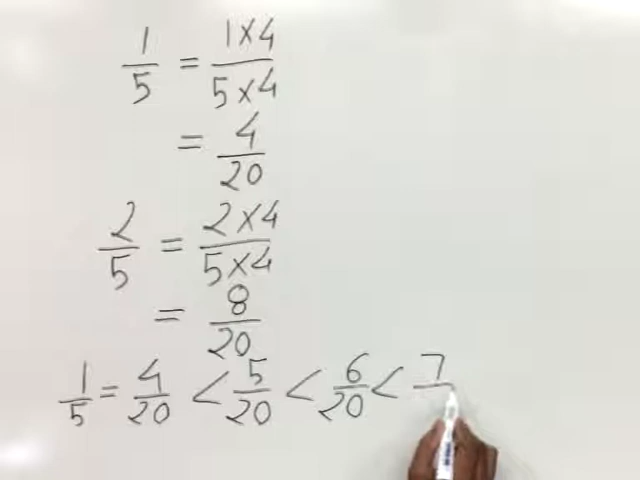 1/5 = 1×4/5×4
= 4/20
2/5 = 2×4/5×4
= 8/20
1/5 = 4/20 < 5/20 < 6/20 < 7/